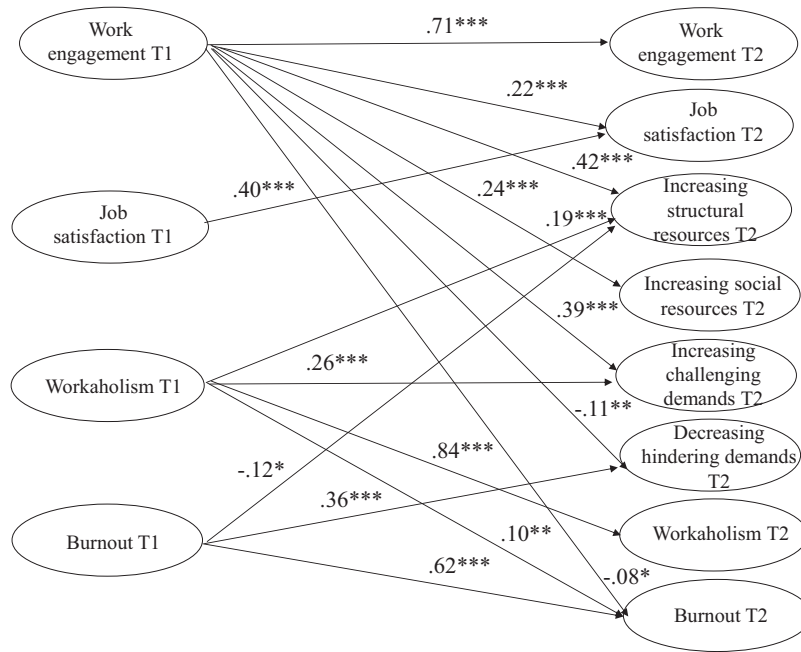 Work
engagement T1
Job
satisfaction T1
Workaholism T1
Burnout T1
.71***
.22***
.42***
.40***
.24***
.19***
.39***
.26***
-.11**
.84***
-.12*
.36***
.10**
.62***
-.08*
Work
engagement T2
Job
satisfaction T2
Increasing
structural
resources T2
Increasing social
resources T2
Increasing
challenging
demands T2
Decreasing
hindering demands
T2
Workaholism T2
Burnout T2